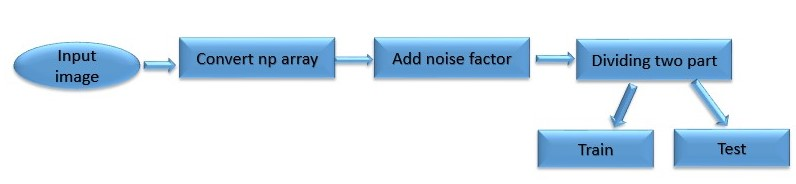 Input
image
Convert np array
Add noise factor
Dividing two part
Train
Test